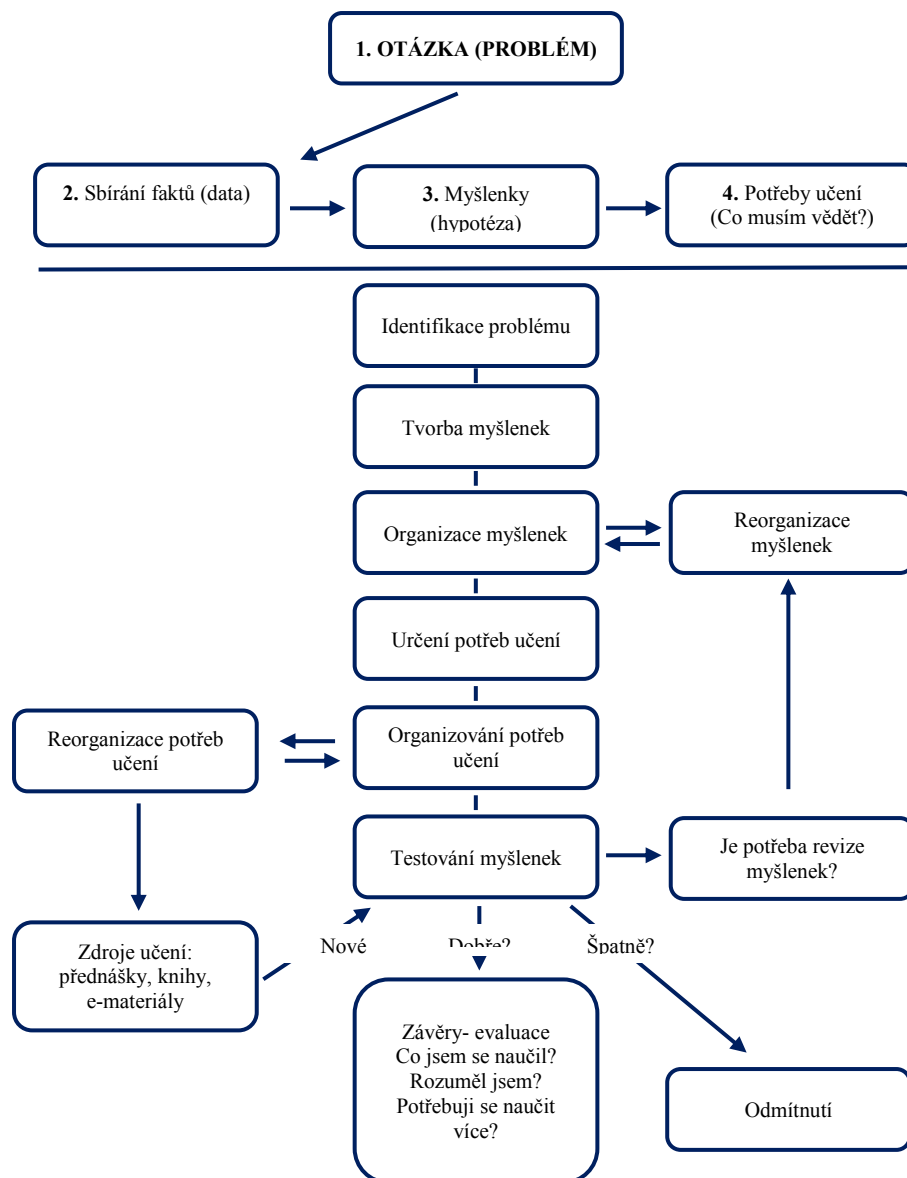 1. OTÁZKA (PROBLÉM)
2. Sbírání faktů (data)
3. Myšlenky
(hypotéza)
4. Potřeby učení
(Co musím vědět?)
Identifikace problému
Tvorba myšlenek
Organizace myšlenek
Reorganizace
myšlenek
Určení potřeb učení
Reorganizace potřeb
učení
Organizování potřeb
učení
Testování myšlenek
Je potřeba revize
myšlenek?
Zdroje učení:
přednášky, knihy,
e-materiály
Nové
Dobře?
Špatně?
Závěry- evaluace
Co jsem se naučil?
Rozuměl jsem?
Potřebuji se naučit
více?
Odmítnutí